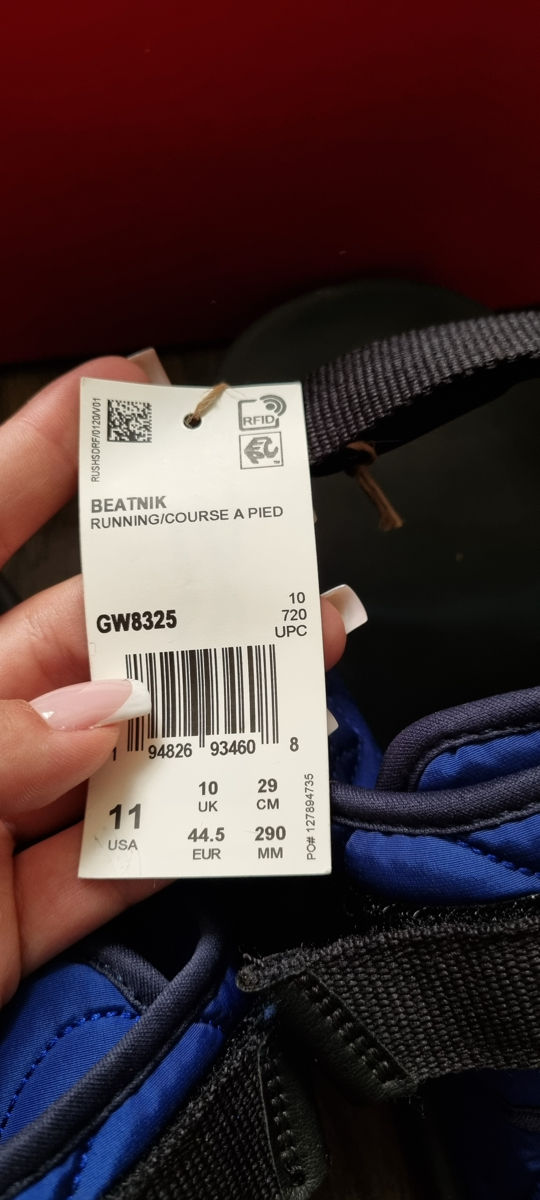 RUSHSDRF/0120/V01
RFID
BEATNIK
RUNNING/COURSE A PIED
GW8325
10
720
UPC
1 94826 93460 8
11
USA
10
UK
29
CM
44.5
EUR
290
MM
PO# 127894735